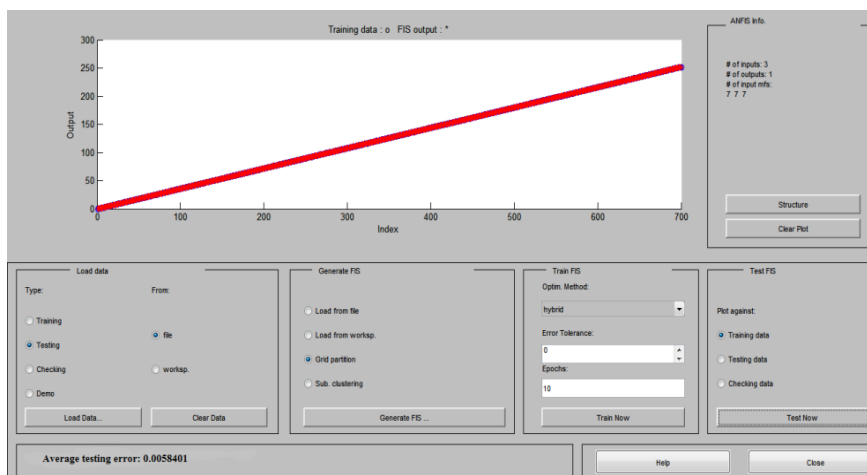 Training data : o FIS output : *
300
250
200
150
100
50
0
Output
0
100
200
300
400
500
600
700
Index
ANFIS Info.
# of inputs: 3
# of outputs: 1
# of input mfs:
7 7 7
Structure
Clear Plot
Load data
Type:
From:
Training
Testing
Checking
Demo
file
worksp.
Load Data...
Clear Data
Generate FIS
Load from file
Load from worksp.
Grid partition
Sub. clustering
Generate FIS ...
Train FIS
Optim. Method:
hybrid
Error Tolerance:
0
Epochs:
10
Train Now
Test FIS
Plot against:
Training data
Testing data
Checking data
Test Now
Average testing error: 0.0058401
Help
Close